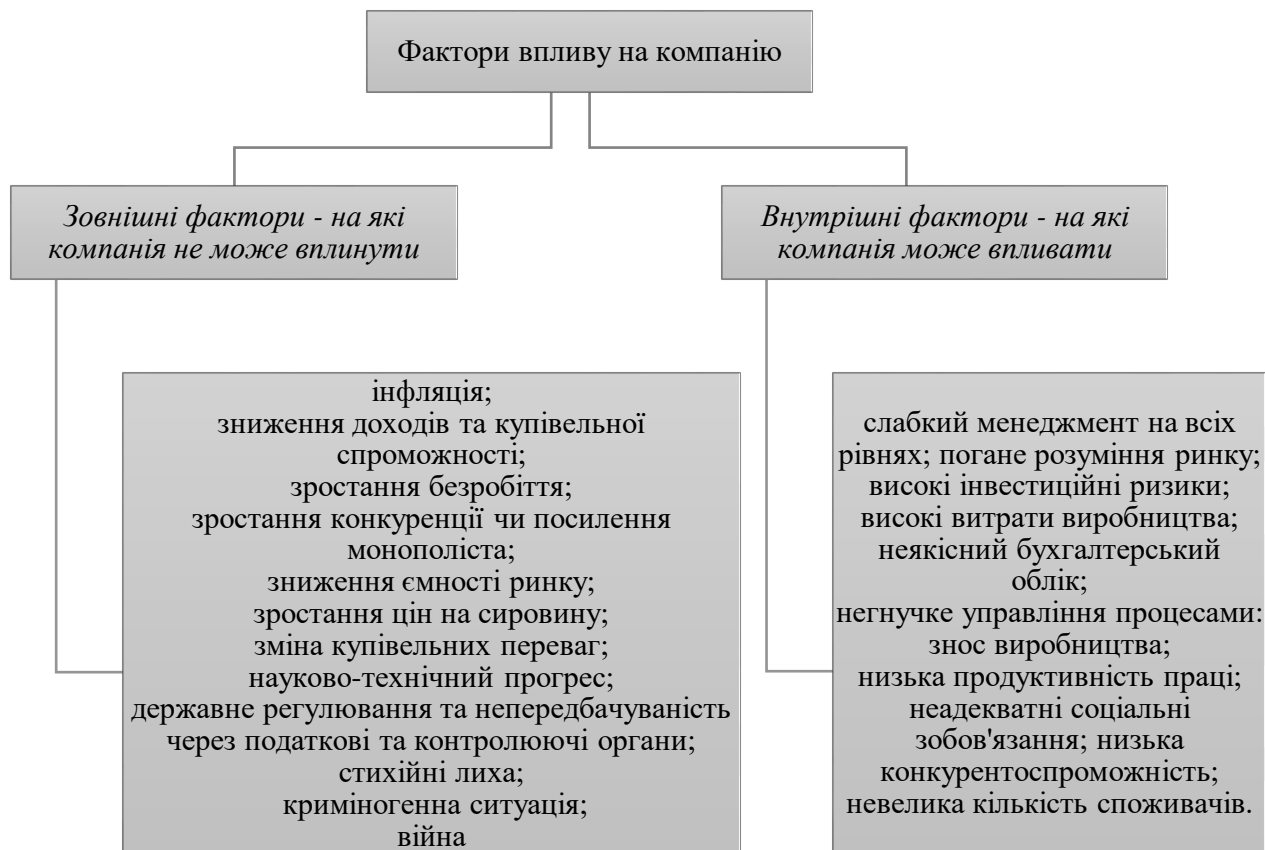 Фактори впливу на компанію
Зовнішні фактори - на які
компанія не може вплинути
Внутрішні фактори - на які
компанія може впливати
інфляція;
зниження доходів та купівельної
спроможності;
зростання безробіття;
зростання конкуренції чи посилення
монополіста;
зниження ємності ринку;
зростання цін на сировину;
зміна купівельних переваг;
науково-технічний прогрес;
державне регулювання та непередбачуваність
через податкові та контролюючі органи;
стихійні лиха;
криміногенна ситуація;
війна
слабкий менеджмент на всіх
рівнях; погане розуміння ринку;
високі інвестиційні ризики;
високі витрати виробництва;
неякісний бухгалтерський
облік;
негнучке управління процесами:
знос виробництва;
низька продуктивність праці;
неадекватні соціальні
зобов'язання; низька
конкурентоспроможність;
невелика кількість споживачів.